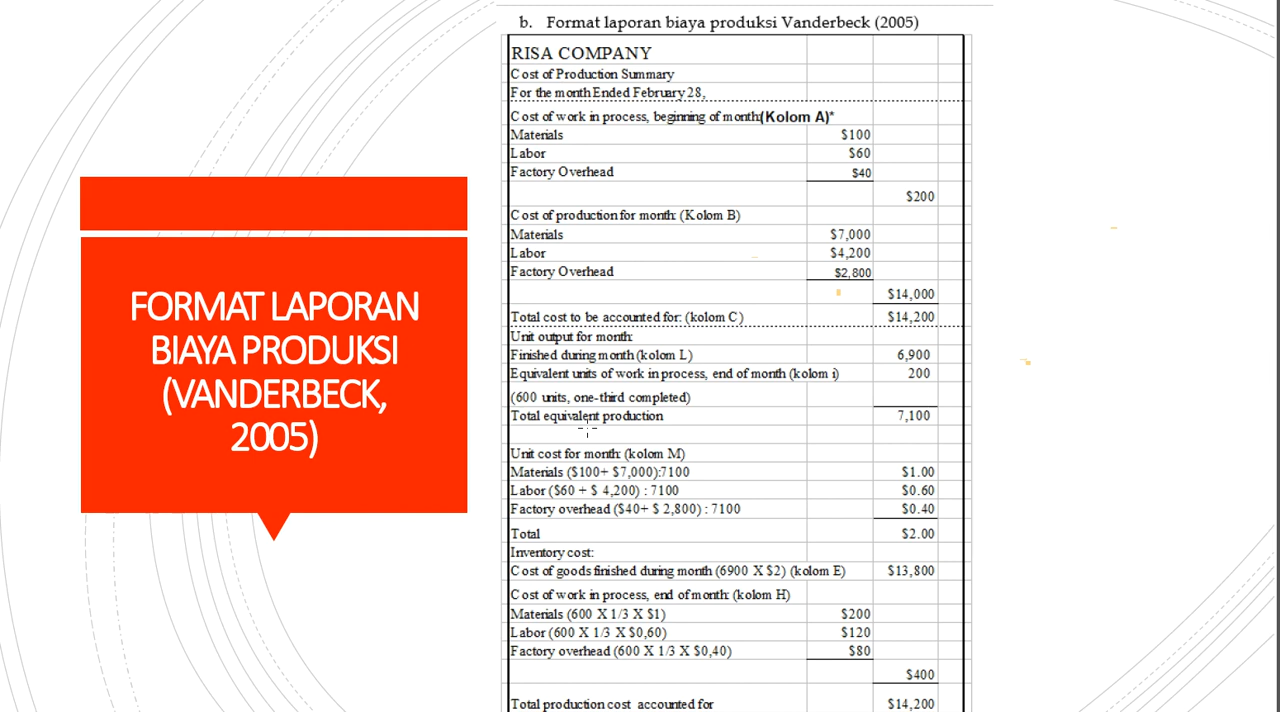 FORMAT LAPORAN
BIAYA PRODUKSI
(VANDERBECK,
2005)
b. Format laporan biaya produksi Vanderbeck (2005)
RISA COMPANY
Cost of Production Summary
For the month Ended February 28,
Cost of work in process, beginning of month:(Kolom A)*
Materials $100
Labor $60
Factory Overhead $40
$200
Cost of production for month: (Kolom B)
Materials $7,000
Labor $4,200
Factory Overhead $2,800
$14,000
Total cost to be accounted for: (kolom C) $14,200
Unit output for month:
Finished during month (kolom L) 6,900
Equivalent units of work in process, end of month (kolom i) 200
(600 units, one-third completed)
Total equivalent production 7,100
Unit cost for month: (kolom M)
Materials ($100+ $7,000):7100 $1.00
Labor ($60 + $ 4,200) : 7100 $0.60
Factory overhead ($40+ $ 2,800) : 7100 $0.40
Total $2.00
Inventory cost:
Cost of goods finished during month (6900 X $2) (kolom E) $13,800
Cost of work in process, end of month: (kolom H)
Materials (600 X 1/3 X $1) $200
Labor (600 X 1/3 X $0,60) $120
Factory overhead (600 X 1/3 X $0,40) $80
$400
Total production cost accounted for $14,200